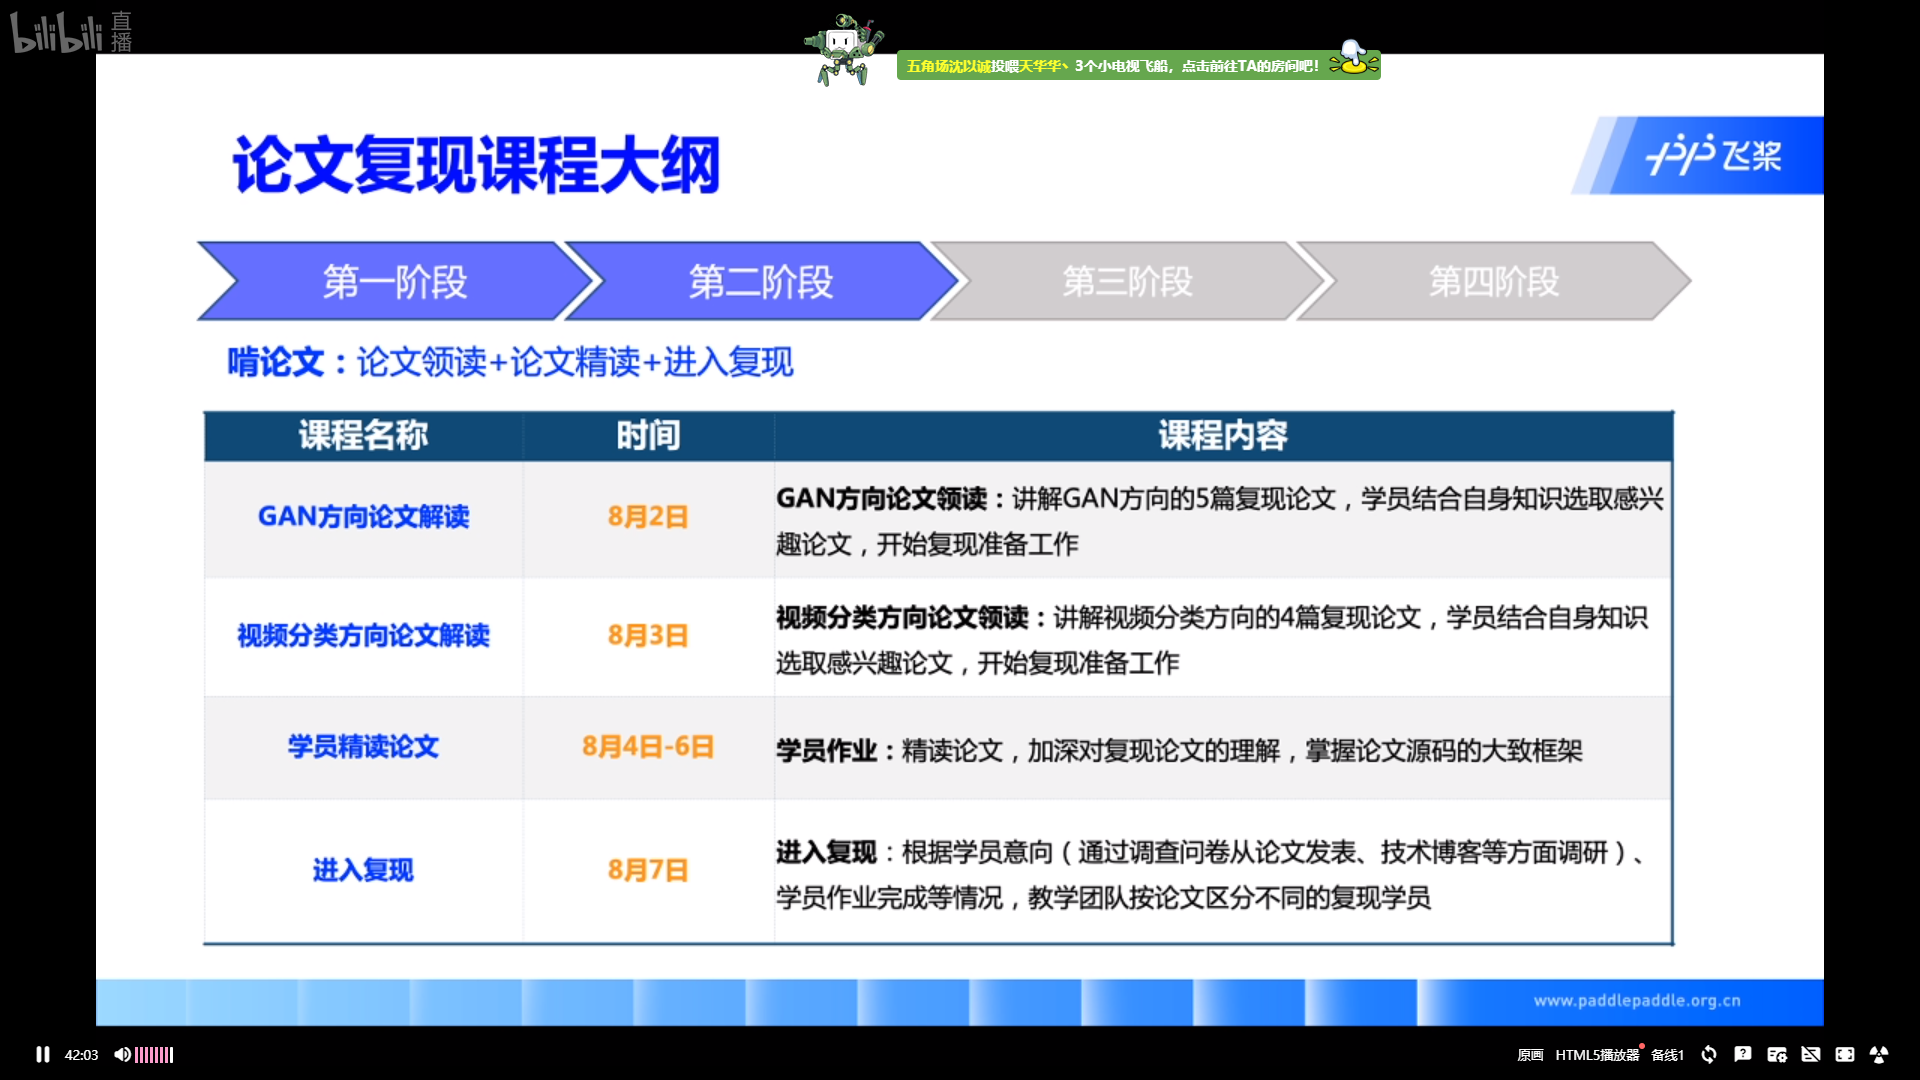 bilibili 直播
五角场沈以诚投喂天华华丶3个小电视飞船，点击前往TA的房间吧！
论文复现课程大纲
飞桨
第一阶段
第二阶段
第三阶段
第四阶段
啃论文：论文领读+论文精读+进入复现
课程名称
时间
课程内容
GAN方向论文解读
8月2日
GAN方向论文领读：讲解GAN方向的5篇复现论文，学员结合自身知识选取感兴
趣论文，开始复现准备工作
视频分类方向论文解读
8月3日
视频分类方向论文领读：讲解视频分类方向的4篇复现论文，学员结合自身知识
选取感兴趣论文，开始复现准备工作
学员精读论文
8月4日-6日
学员作业：精读论文，加深对复现论文的理解，掌握论文源码的大致框架
进入复现
8月7日
进入复现：根据学员意向（通过调查问卷从论文发表、技术博客等方面调研）、
学员作业完成等情况，教学团队按论文区分不同的复现学员
www.paddlepaddle.org.cn
42:03
原画 HTML5播放器 备线1